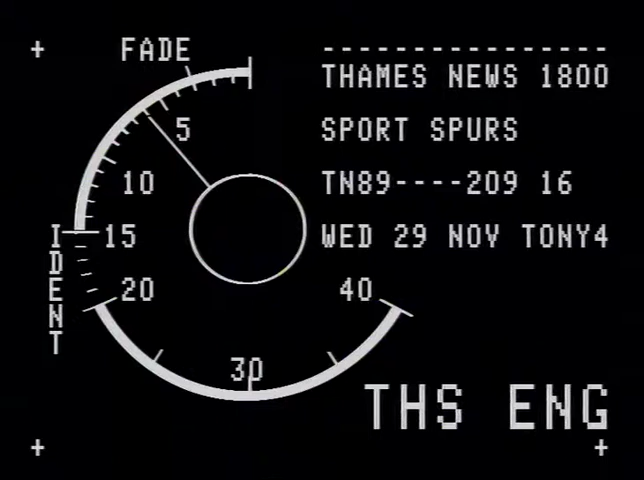 FADE
----------------
THAMES NEWS 1800
5
SPORT SPURS
10
TN89----209 16
IDENT
15
WED 29 NOV TONY4
20
40
30
THS ENG